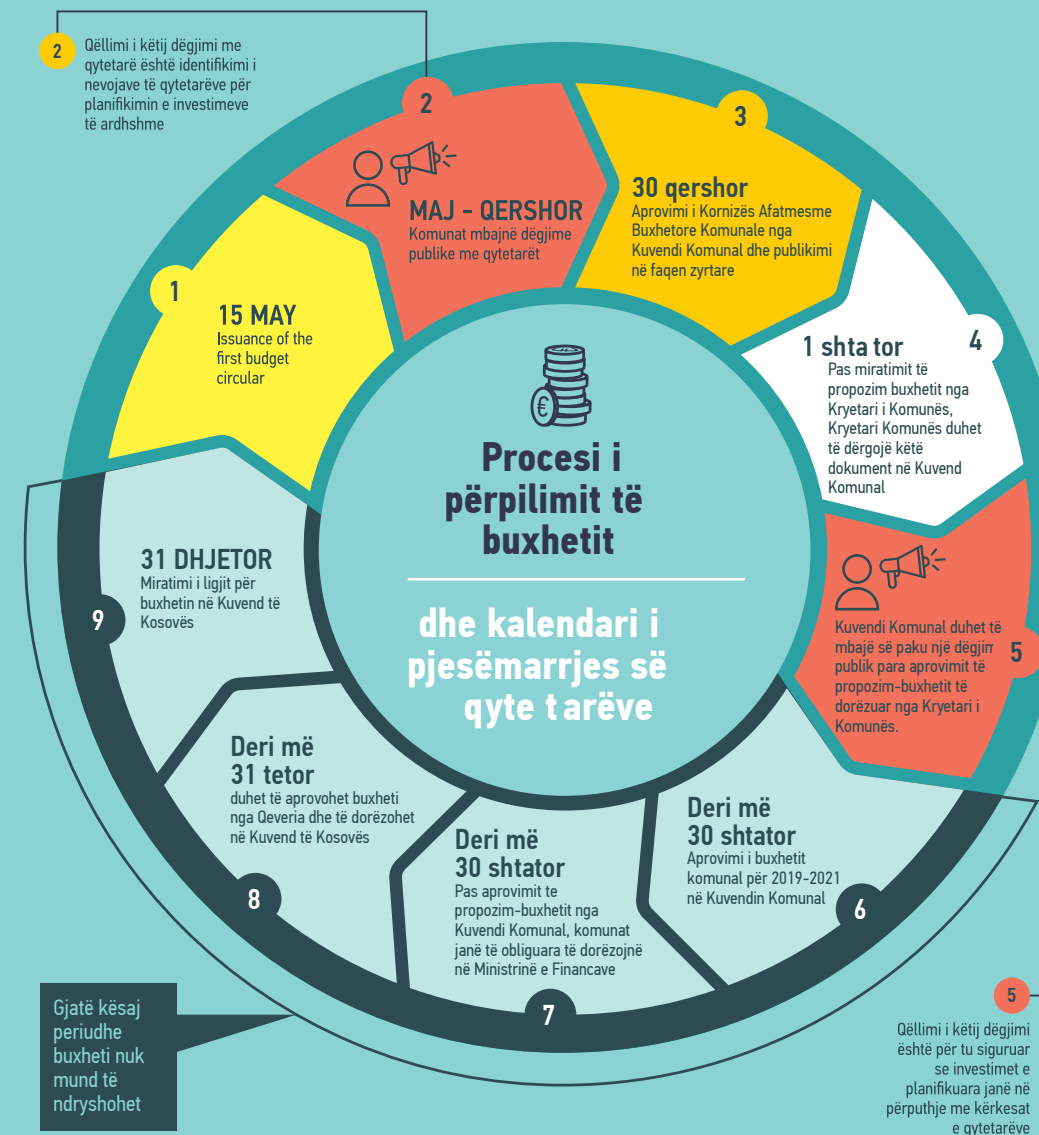 2
Qëllimi i këtij dëgjimi me
qytetarë është identifikimi i
nevojave të qytetarëve për
planifikimin e investimeve
të ardhshme
1
15 MAY
Issuance of the
first budget
circular
2
MAJ - QERSHOR
Komunat mbajnë dëgjime
publike me qytetarët
3
30 qershor
Aprovimi i Kornizës Afatmesme
Buxhetore Komunale nga
Kuvendi Komunal dhe publikimi
në faqen zyrtare
4
1 shta tor
Pas miratimit të
propozim buxhetit nga
Kryetari i Komunës,
Kryetari Komunës duhet
të dërgojë këtë
dokument në Kuvend
Komunal
5
Kuvendi Komunal duhet të
mbajë së paku një dëgjim
publik para aprovimit të
propozim-buxhetit të
dorëzuar nga Kryetari i
Komunës.
6
Deri më
30 shtator
Aprovimi i buxhetit
komunal për 2019-2021
në Kuvendin Komunal
7
Deri më
30 shtator
Pas aprovimit te
propozim-buxhetit nga
Kuvendi Komunal, komunat
janë të obliguara të dorëzojnë
në Ministrinë e Financave
8
Deri më
31 tetor
duhet të aprovohet buxheti
nga Qeveria dhe të dorëzohet
në Kuvend të Kosovës
9
31 DHJETOR
Miratimi i ligjit për
buxhetin në Kuvend të
Kosovës
€
Procesi i
përpilimit të
buxhetit
dhe kalendari i
pjesëmarrjes së
qyte t arëve
Gjatë kësaj
periudhe
buxheti nuk
mund të
ndryshohet
5
Qëllimi i këtij dëgjimi
është për tu siguruar
se investimet e
planifikuara janë në
përputhje me kërkesat
e qytetarëve